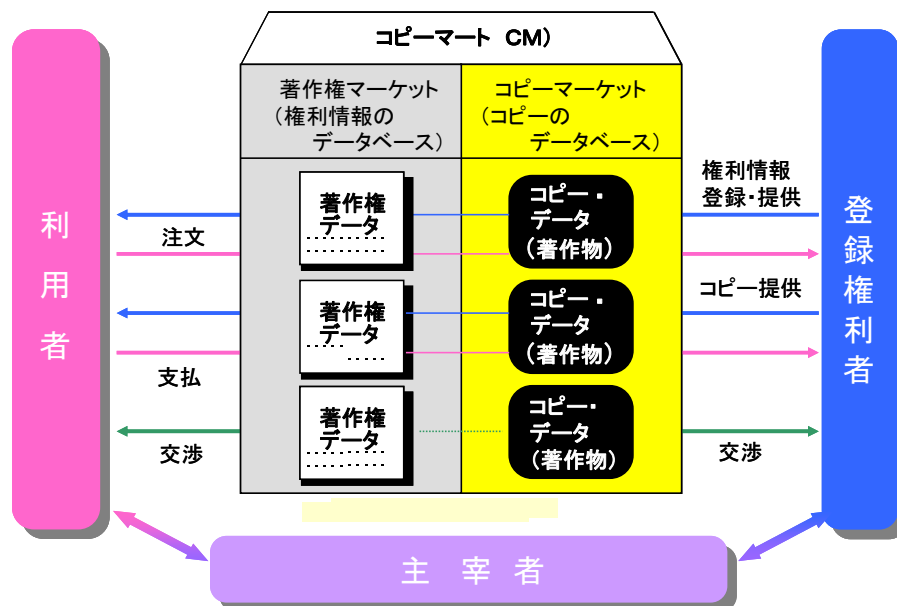 コピーマート CM)
著作権マーケット
(権利情報の
データベース)
コピーマーケット
(コピーの
データベース)
利用者
注文
支払
交渉
著作権
データ
著作権
データ
著作権
データ
コピー・
データ
(著作物)
コピー・
データ
(著作物)
コピー・
データ
(著作物)
権利情報
登録・提供
コピー提供
交渉
登録権利者
主 宰 者